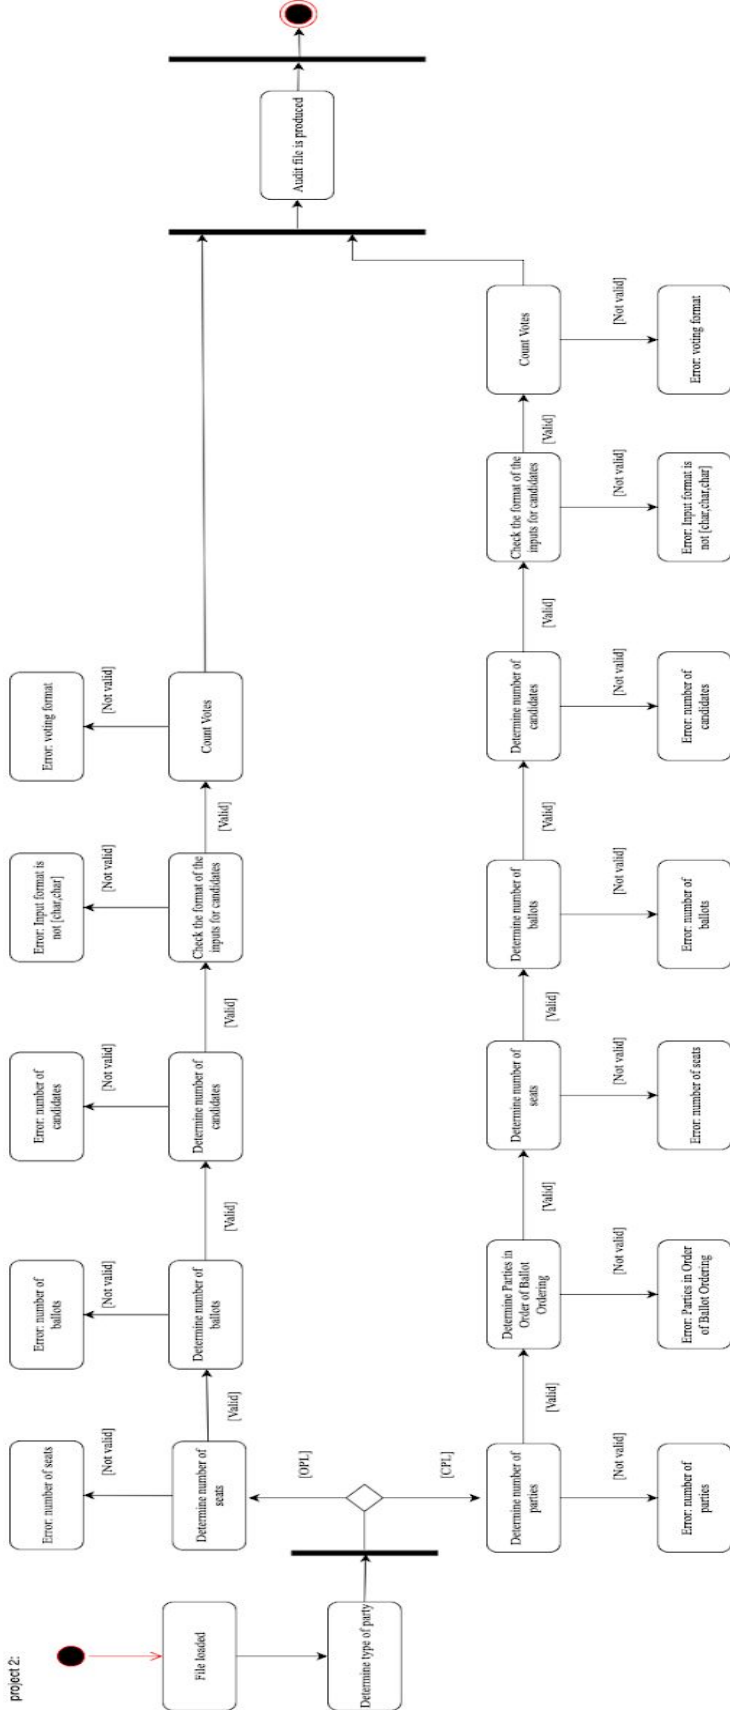 project 2:
File loaded
Determine type of party
[OPL]
[CPL]
Error: number of seats
[Not valid]
Determine number of
seats
[Valid]
Error: number of
ballots
[Not valid]
Determine number of
ballots
[Valid]
Error: number of
candidates
[Not valid]
Determine number of
candidates
[Valid]
Error: Input format is
not [char,char]
[Not valid]
Check the format of the
inputs for candidates
[Valid]
Error: voting format
[Not valid]
Count Votes
Determine number of
parties
[Not valid]
Error: number of
parties
[Valid]
Determine Parties in
Order of Ballot
Ordering
[Not valid]
Error: Parties in Order
of Ballot Ordering
[Valid]
Determine number of
seats
[Not valid]
Error: number of seats
[Valid]
Determine number of
ballots
[Not valid]
Error: number of
ballots
[Valid]
Determine number of
candidates
[Not valid]
Error: number of
candidates
[Valid]
Check the format of the
inputs for candidates
[Not valid]
Error: Input format is
not [char,char,char]
[Valid]
Count Votes
[Not valid]
Error: voting format
Audit file is produced